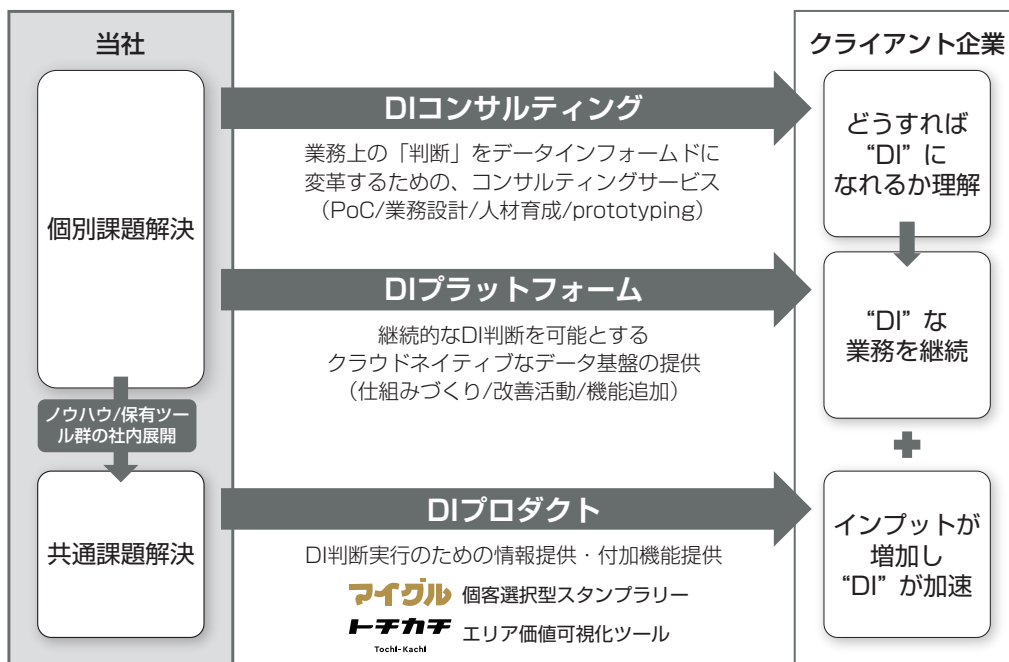 当社
クライアント企業
個別課題解決
DIコンサルティング
業務上の「判断」をデータインフォームドに
変革するための、コンサルティングサービス
（PoC/業務設計/人材育成/prototyping）
どうすれば
“DI” に
なれるか理解
DIプラットフォーム
継続的なDI判断を可能とする
クラウドネイティブなデータ基盤の提供
（仕組みづくり/改善活動/機能追加）
“DI” な
業務を継続
ノウハウ/保有ツー
ル群の社内展開
共通課題解決
DIプロダクト
DI判断実行のための情報提供・付加機能提供
マイグル 個客選択型スタンプラリー
トチカチ エリア価値可視化ツール
Tochi-Kachi
インプットが
増加し
“DI” が加速